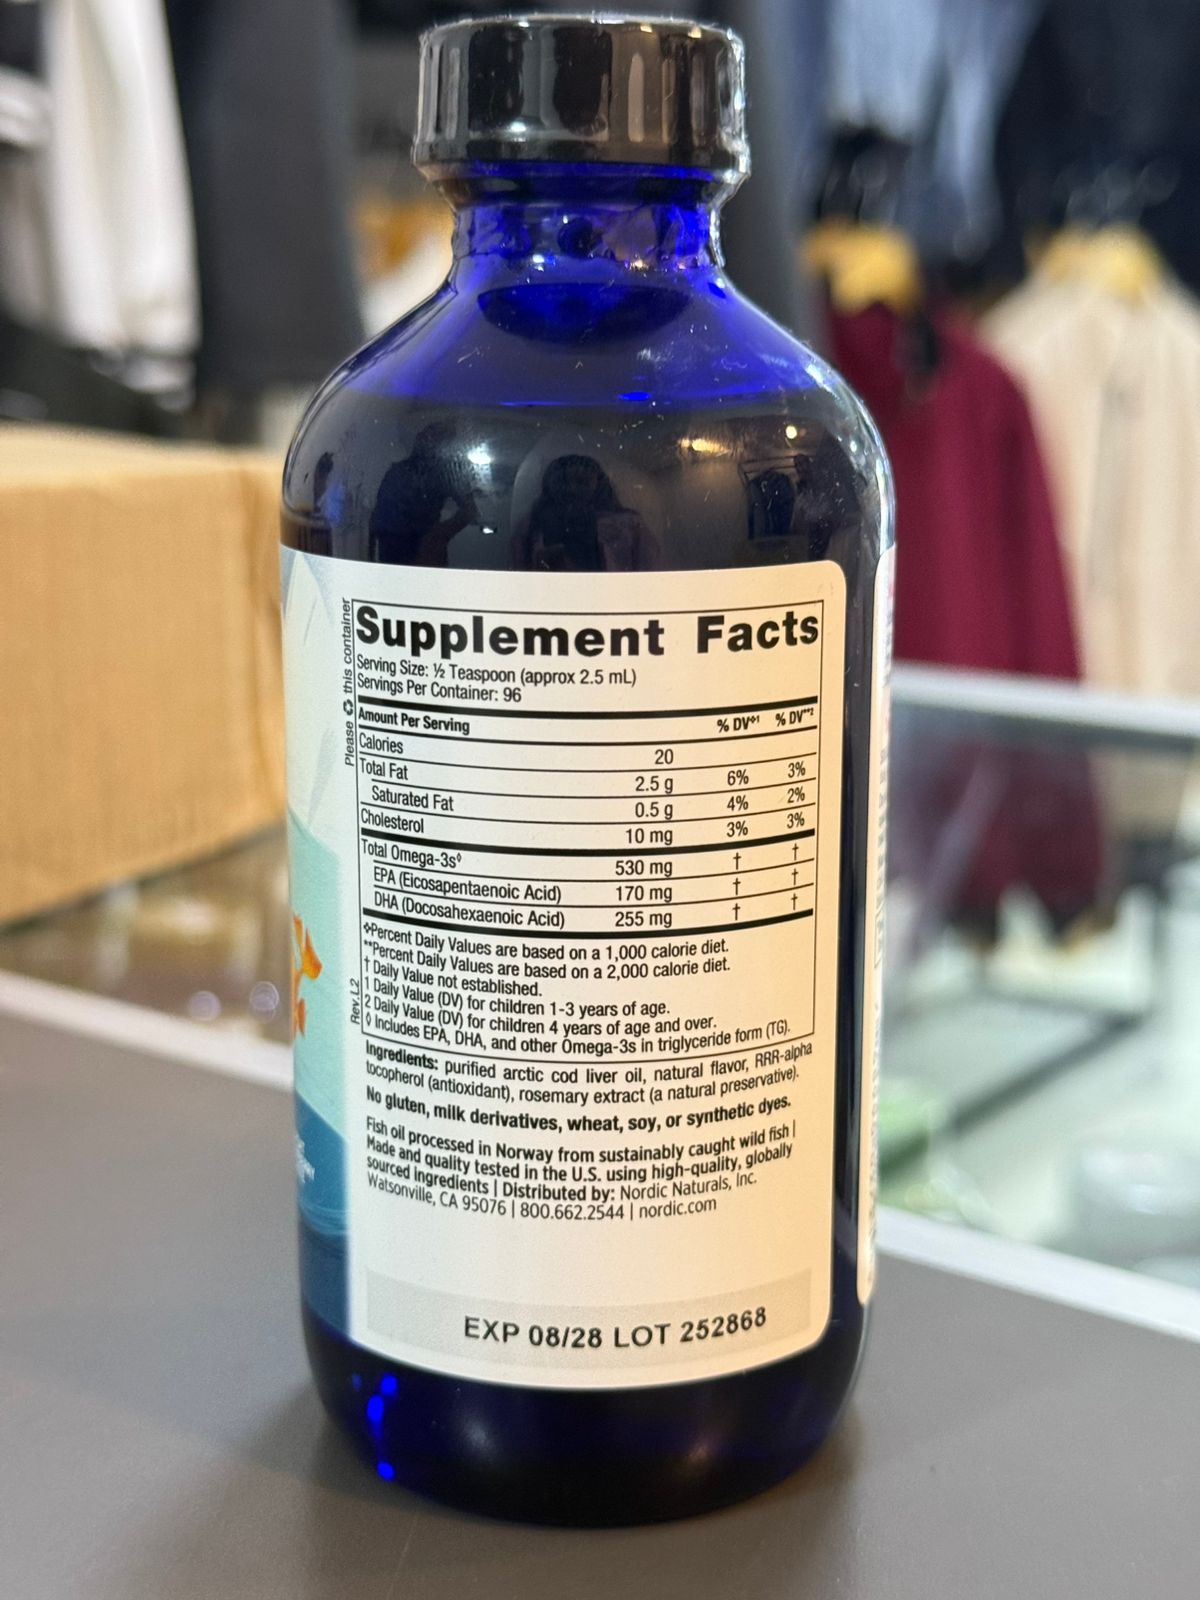 Please ♻ this container
Rev.L2
Supplement Facts
Serving Size: ½ Teaspoon (approx 2.5 mL)
Servings Per Container: 96
Amount Per Serving % DV❖¹ % DV**²
Calories 20
Total Fat 2.5 g 6% 3%
Saturated Fat 0.5 g 4% 2%
Cholesterol 10 mg 3% 3%
Total Omega-3s◊ 530 mg † †
EPA (Eicosapentaenoic Acid) 170 mg † †
DHA (Docosahexaenoic Acid) 255 mg † †
❖Percent Daily Values are based on a 1,000 calorie diet.
**Percent Daily Values are based on a 2,000 calorie diet.
† Daily Value not established.
1 Daily Value (DV) for children 1-3 years of age.
2 Daily Value (DV) for children 4 years of age and over.
◊ Includes EPA, DHA, and other Omega-3s in triglyceride form (TG).
Ingredients: purified arctic cod liver oil, natural flavor, RRR-alpha
tocopherol (antioxidant), rosemary extract (a natural preservative).
No gluten, milk derivatives, wheat, soy, or synthetic dyes.
Fish oil processed in Norway from sustainably caught wild fish |
Made and quality tested in the U.S. using high-quality, globally
sourced ingredients | Distributed by: Nordic Naturals, Inc.
Watsonville, CA 95076 | 800.662.2544 | nordic.com
EXP 08/28 LOT 252868